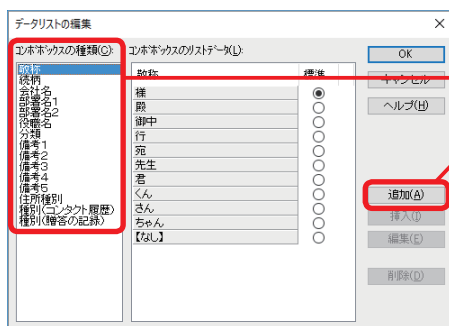 データリストの編集
コンボボックスの種類(C):
コンボボックスのリストデータ(L):
OK
キャンセル
ヘルプ(H)
敬称
続柄
会社名
部署名1
部署名2
役職名
分類
備考1
備考2
備考3
備考4
備考5
住所種別
種別(コンタクト履歴)
種別(贈答の記録)
敬称 標準
様
殿
御中
行
宛
先生
君
くん
さん
ちゃん
【なし】
追加(A)
挿入(I)
編集(E)
削除(D)